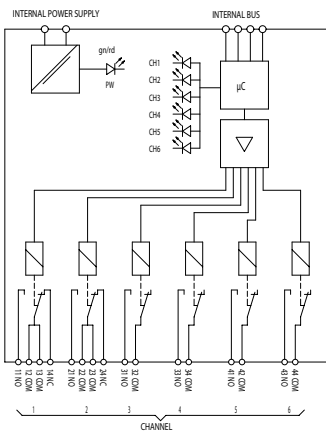 INTERNAL POWER SUPPLY INTERNAL BUS
gn/rd
PW
CH1
CH2
CH3
CH4
CH5
CH6
µC
11 NO 12 COM 13 COM 14 NC 21 NO 22 COM 23 COM 24 NC 31 NO 32 COM 33 NO 34 COM 41 NO 42 COM 43 NO 44 COM
1 2 3 4 5 6
CHANNEL